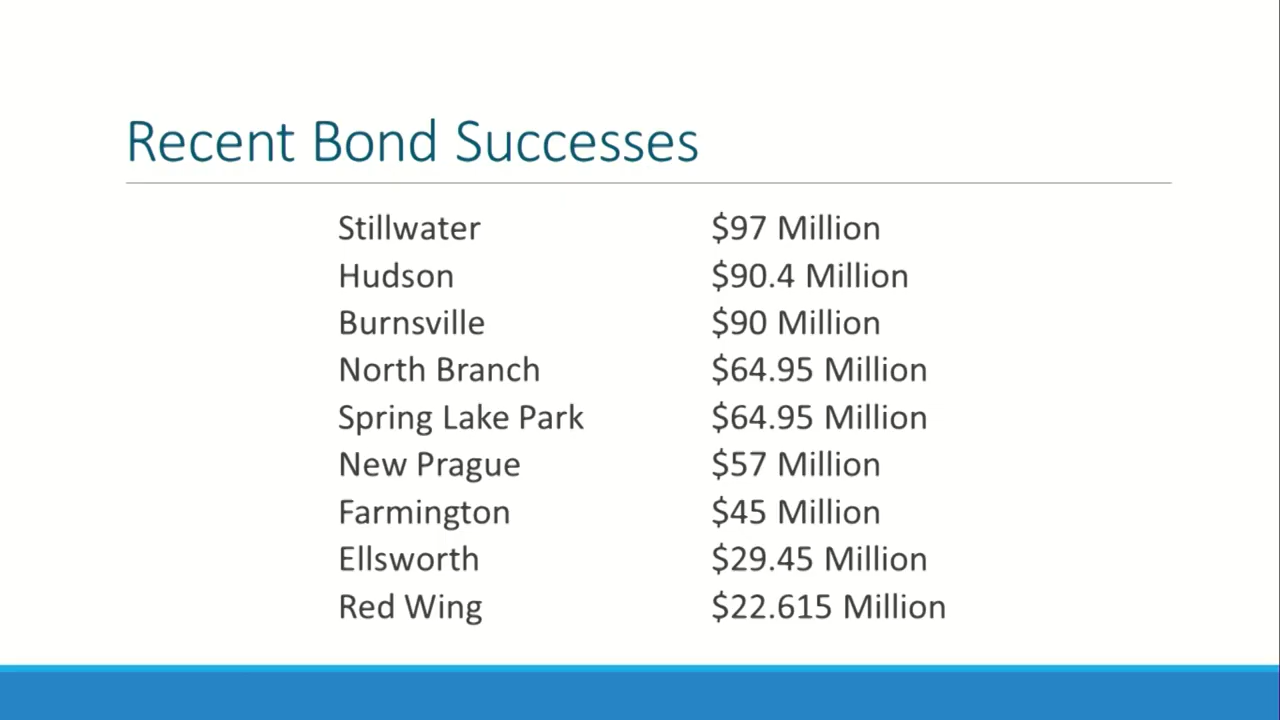 Recent Bond Successes
Stillwater $97 Million
Hudson $90.4 Million
Burnsville $90 Million
North Branch $64.95 Million
Spring Lake Park $64.95 Million
New Prague $57 Million
Farmington $45 Million
Ellsworth $29.45 Million
Red Wing $22.615 Million